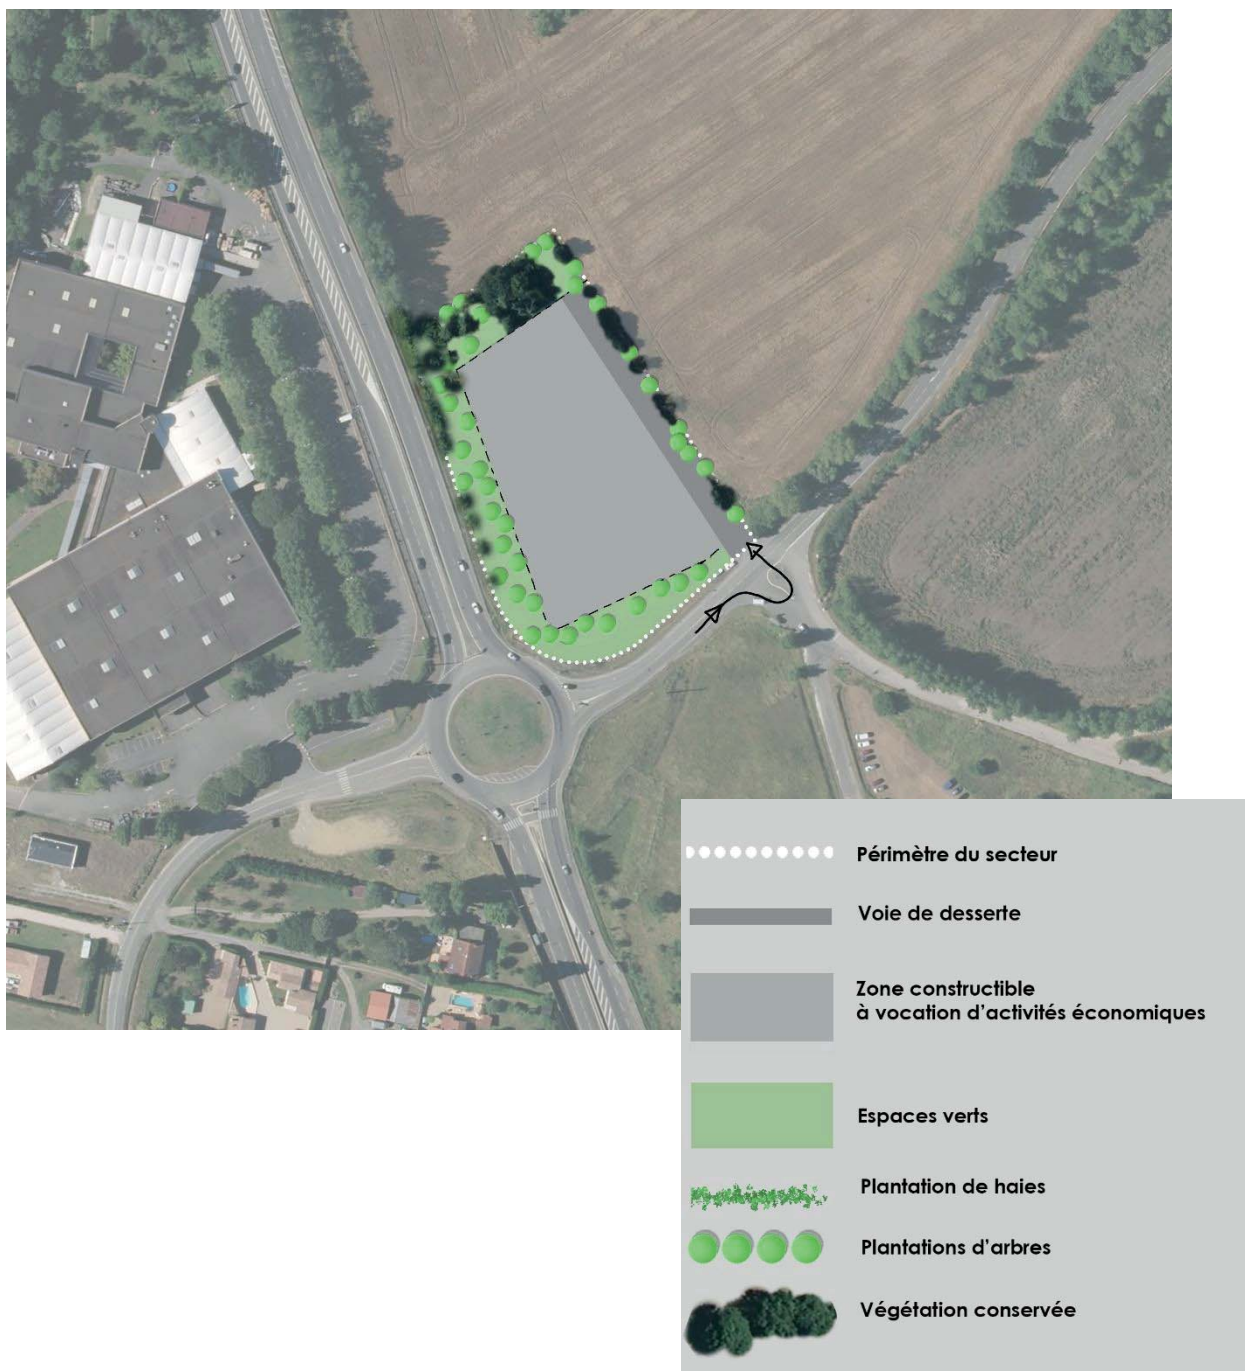 Périmètre du secteur
Voie de desserte
Zone constructible
à vocation d'activités économiques
Espaces verts
Plantation de haies
Plantations d'arbres
Végétation conservée